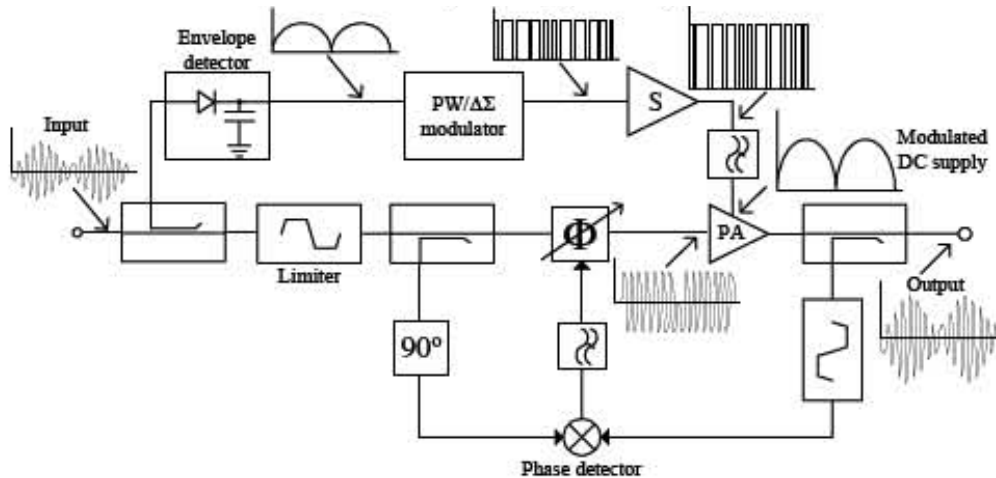 Envelope
detector
Input
PW/ΔΣ
modulator
S
Modulated
DC supply
Limiter
Φ
PA
Output
90º
Phase detector